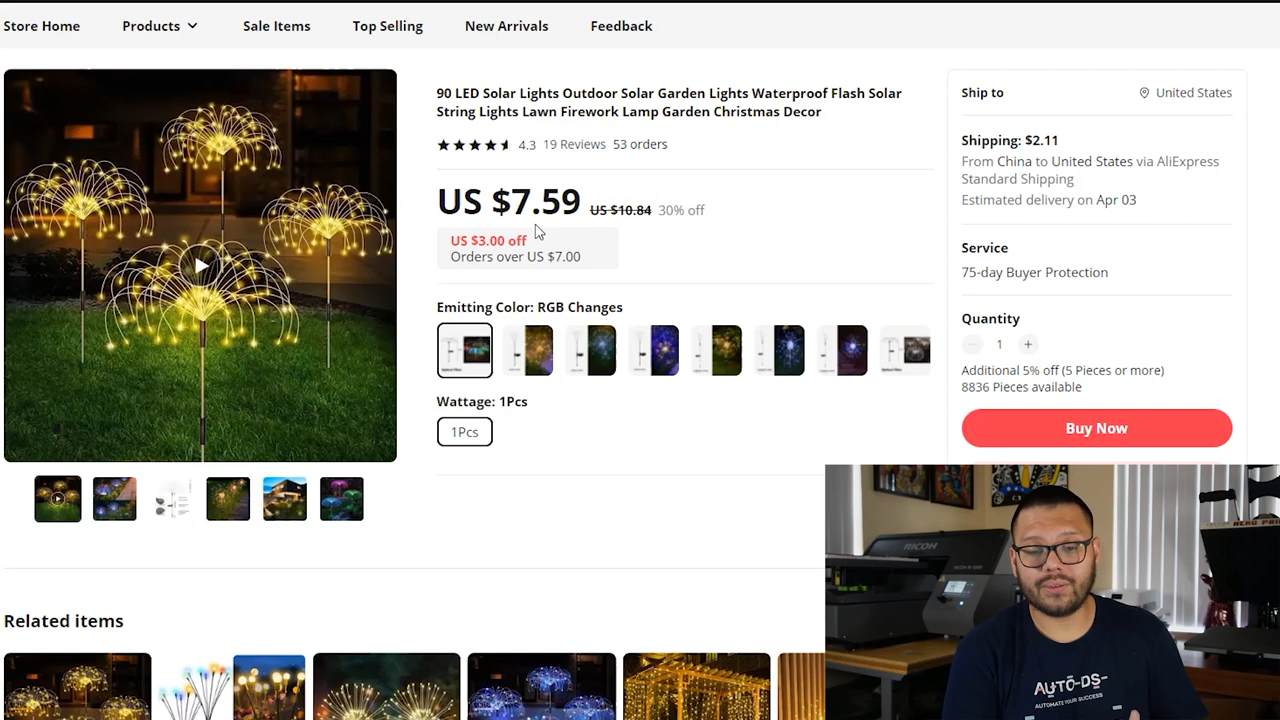 Store Home
Products
Sale Items
Top Selling
New Arrivals
Feedback
90 LED Solar Lights Outdoor Solar Garden Lights Waterproof Flash Solar
String Lights Lawn Firework Lamp Garden Christmas Decor
4.3 19 Reviews 53 orders
US $7.59 US $10.84 30% off
US $3.00 off
Orders over US $7.00
Emitting Color: RGB Changes
Wattage: 1Pcs
1Pcs
Ship to United States
Shipping: $2.11
From China to United States via AliExpress
Standard Shipping
Estimated delivery on Apr 03
Service
75-day Buyer Protection
Quantity
1
Additional 5% off (5 Pieces or more)
8836 Pieces available
Buy Now
Related items
RICOH
AUTO-DS-
AUTOMATE YOUR SUCCESS